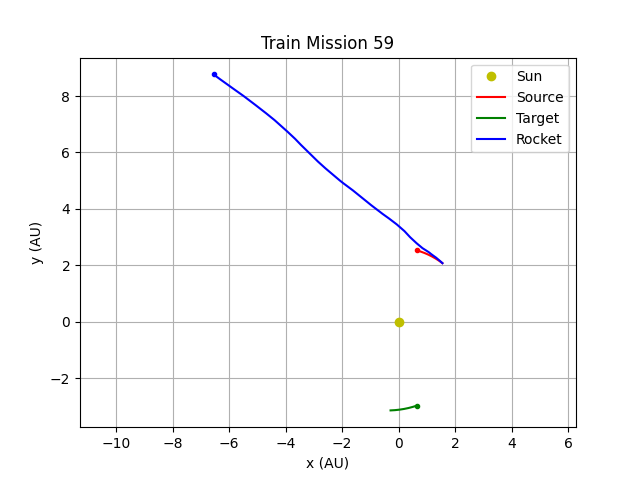 Train Mission 59
Sun
Source
Target
Rocket
y (AU)
8
6
4
2
0
−2
−10 −8 −6 −4 −2 0 2 4 6
x (AU)